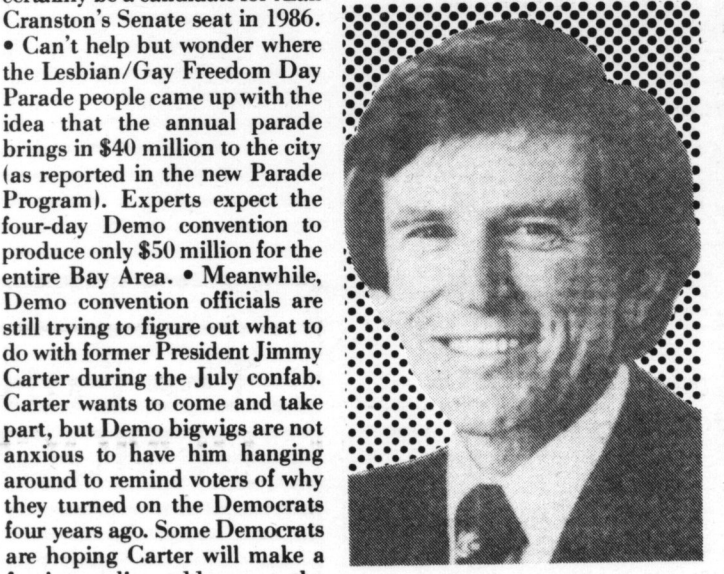 Cranston's Senate seat in 1986.
• Can't help but wonder where
the Lesbian/Gay Freedom Day
Parade people came up with the
idea that the annual parade
brings in $40 million to the city
(as reported in the new Parade
Program). Experts expect the
four-day Demo convention to
produce only $50 million for the
entire Bay Area. • Meanwhile,
Demo convention officials are
still trying to figure out what to
do with former President Jimmy
Carter during the July confab.
Carter wants to come and take
part, but Demo bigwigs are not
anxious to have him hanging
around to remind voters of why
they turned on the Democrats
four years ago. Some Democrats
are hoping Carter will make a